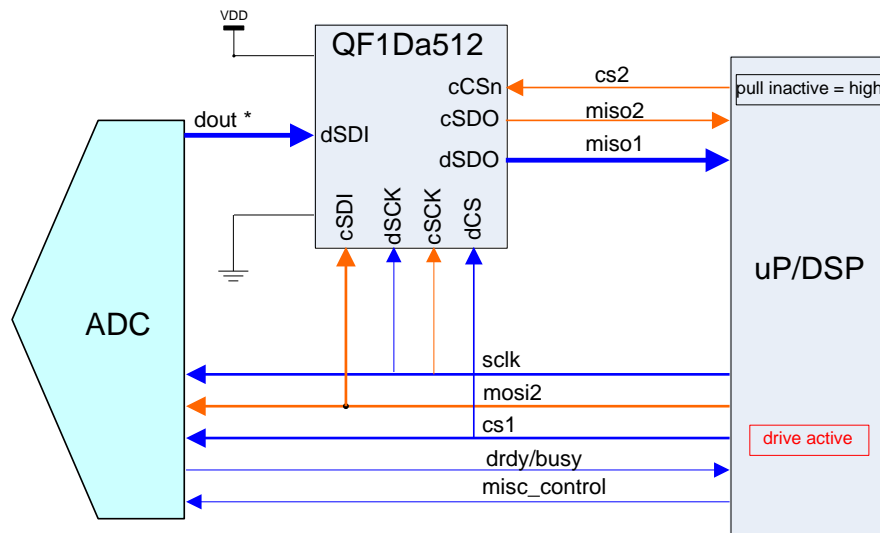 VDD
QF1Da512
cCSn
cs2
pull inactive = high
dout *
dSDI
cSDO
miso2
dSDO
miso1
cSDI
dSCK
cSCK
dCS
uP/DSP
ADC
sclk
mosi2
cs1
drive active
drdy/busy
misc_control